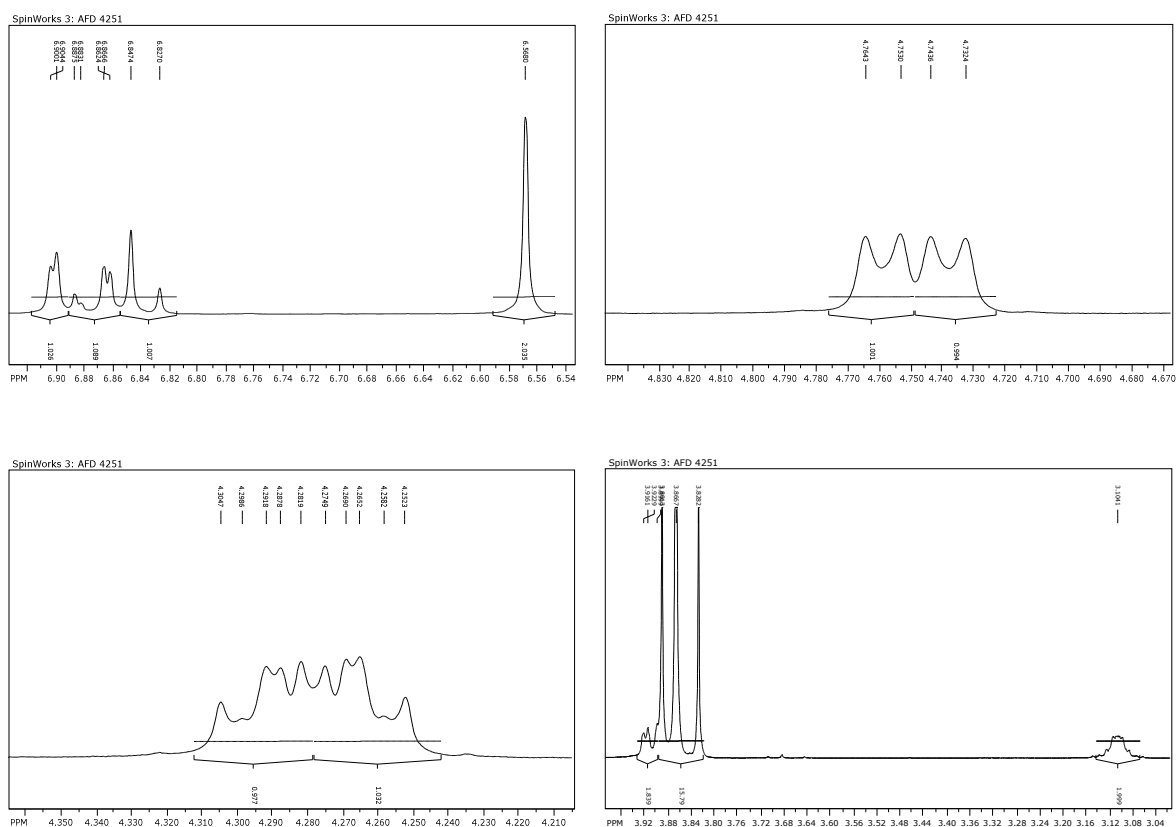 SpinWorks 3: AFD 4251
6.9001 6.9044 6.8875 6.8831 6.8624 6.8666 6.8474 6.8270 6.5680
1.026 1.089 1.007 2.035
PPM 6.90 6.88 6.86 6.84 6.82 6.80 6.78 6.76 6.74 6.72 6.70 6.68 6.66 6.64 6.62 6.60 6.58 6.56 6.54
SpinWorks 3: AFD 4251
4.7643 4.7530 4.7436 4.7324
1.001 0.994
PPM 4.830 4.820 4.810 4.800 4.790 4.780 4.770 4.760 4.750 4.740 4.730 4.720 4.710 4.700 4.690 4.680 4.670
SpinWorks 3: AFD 4251
4.3047 4.2986 4.2918 4.2878 4.2819 4.2749 4.2690 4.2652 4.2582 4.2523
0.977 1.032
PPM 4.350 4.340 4.330 4.320 4.310 4.300 4.290 4.280 4.270 4.260 4.250 4.240 4.230 4.220 4.210
SpinWorks 3: AFD 4251
3.9161 3.9229 3.8667 3.8282 3.1041
1.839 15.79 1.999
PPM 3.92 3.88 3.84 3.80 3.76 3.72 3.68 3.64 3.60 3.56 3.52 3.48 3.44 3.40 3.36 3.32 3.28 3.24 3.20 3.16 3.12 3.08 3.04